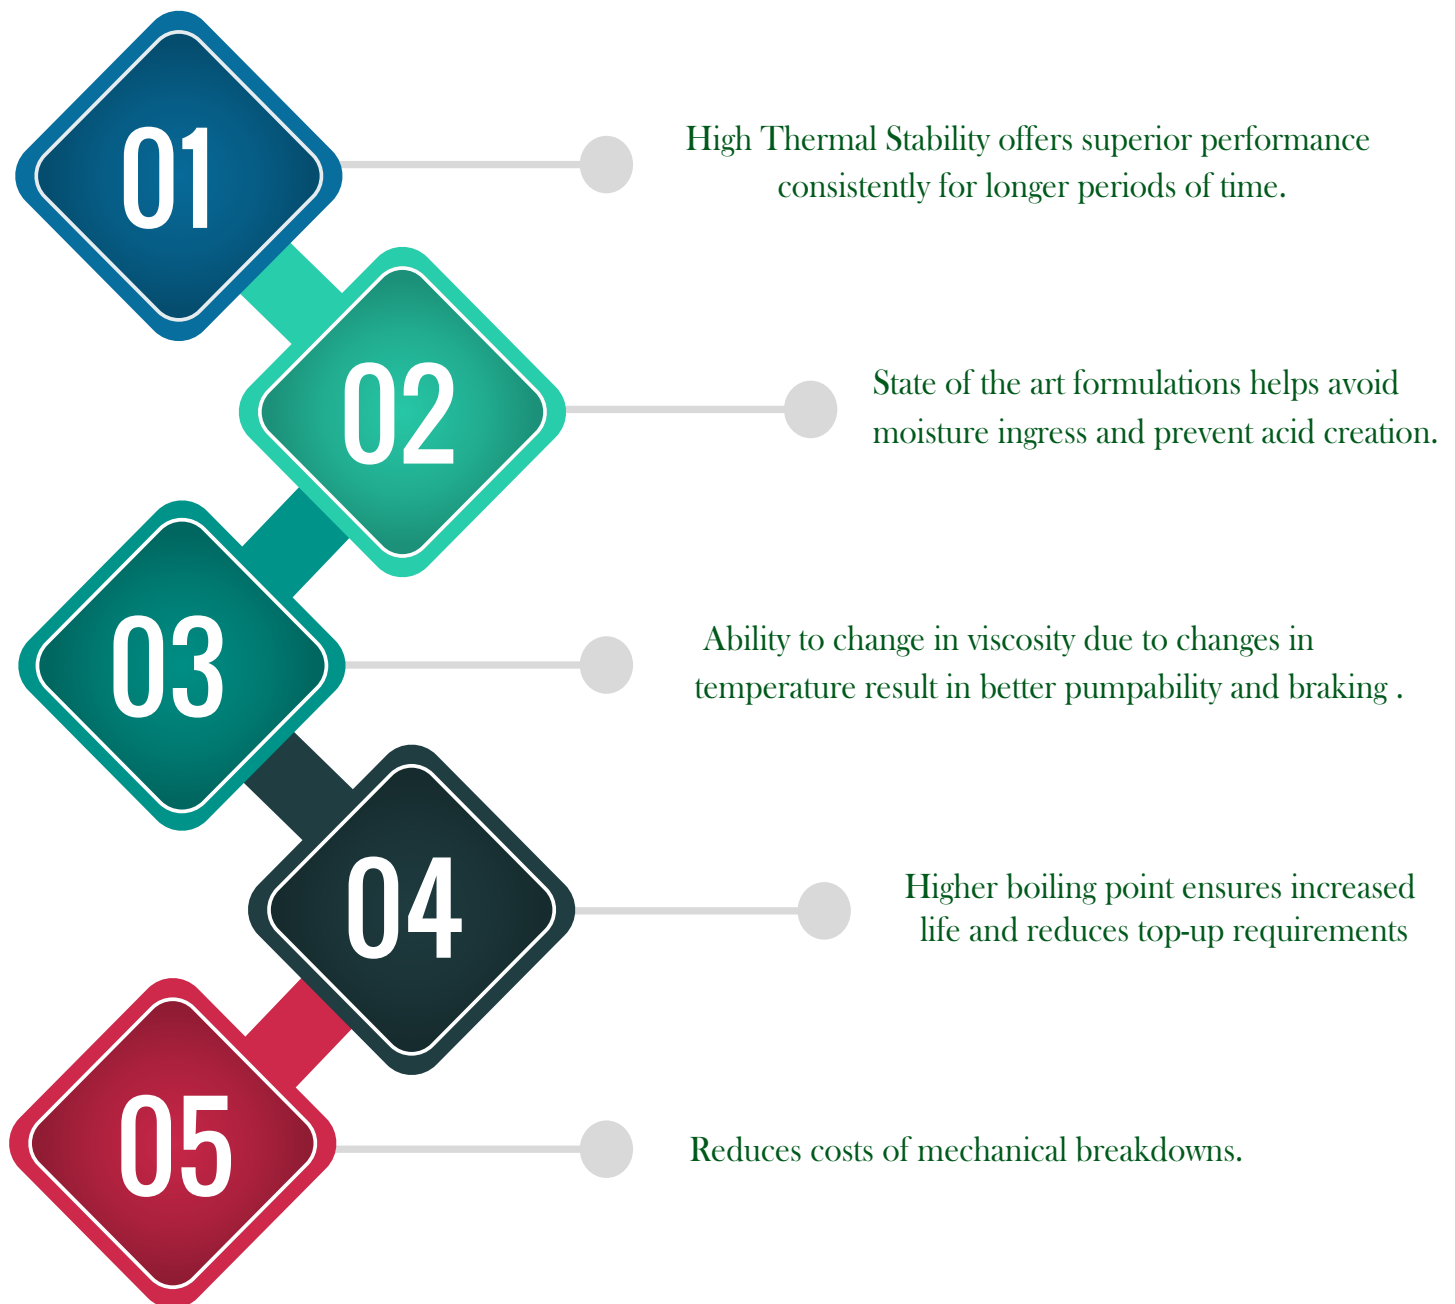 01
High Thermal Stability offers superior performance
consistently for longer periods of time.
02
State of the art formulations helps avoid
moisture ingress and prevent acid creation.
03
Ability to change in viscosity due to changes in
temperature result in better pumpability and braking .
04
Higher boiling point ensures increased
life and reduces top-up requirements
05
Reduces costs of mechanical breakdowns.